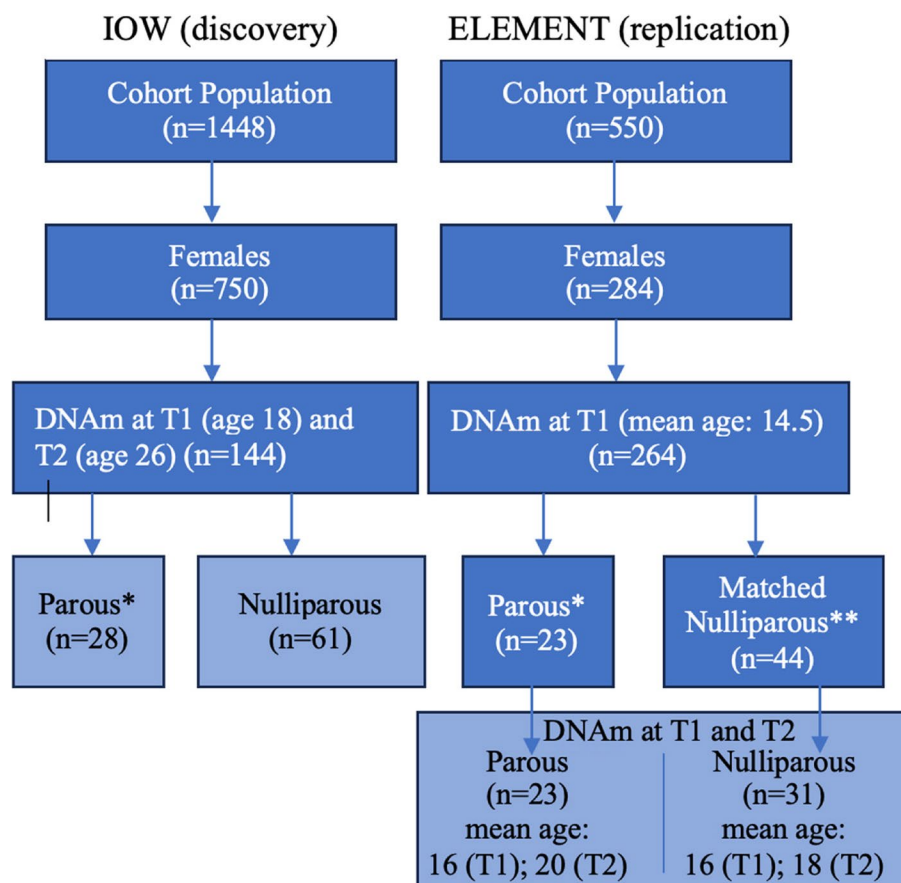 IOW (discovery)
Cohort Population
(n=1448)
Females
(n=750)
DNAm at T1 (age 18) and
T2 (age 26) (n=144)
Parous*
(n=28)
Nulliparous
(n=61)
ELEMENT (replication)
Cohort Population
(n=550)
Females
(n=284)
DNAm at T1 (mean age: 14.5)
(n=264)
Parous*
(n=23)
Matched
Nulliparous**
(n=44)
DNAm at T1 and T2
Parous
(n=23)
mean age:
16 (T1); 20 (T2)
Nulliparous
(n=31)
mean age:
16 (T1); 18 (T2)